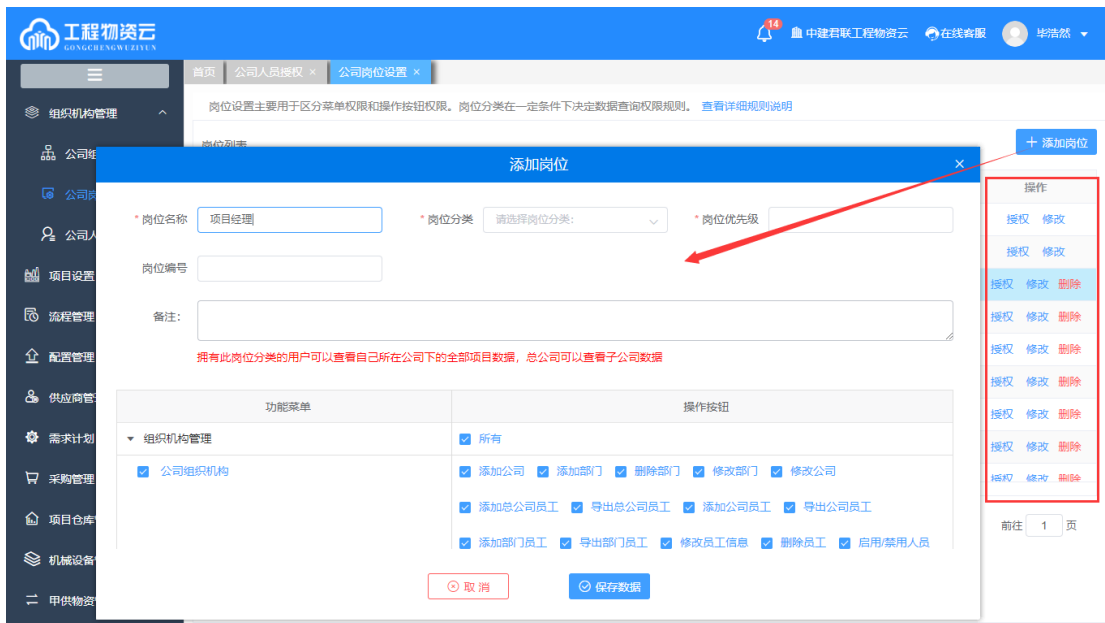 工程物资云
GONGCHENGWUZIYUN
14
中建君联工程物资云 在线客服 毕浩然
首页 公司人员授权 × 公司岗位设置 ×
岗位设置主要用于区分菜单权限和操作按钮权限。岗位分类在一定条件下决定数据查询权限规则。 查看详细规则说明
组织机构管理
岗位列表
+ 添加岗位
公司组
公司岗
公司人
项目设置
流程管理
配置管理
供应商管
需求计划
采购管理
项目仓库
机械设备
甲供物资
添加岗位 ×
* 岗位名称 项目经理 * 岗位分类 请选择岗位分类: * 岗位优先级
岗位编号
备注:
拥有此岗位分类的用户可以查看自己所在公司下的全部项目数据，总公司可以查看子公司数据
功能菜单 操作按钮
组织机构管理 所有
公司组织机构 添加公司 添加部门 删除部门 修改部门 修改公司
添加总公司员工 导出总公司员工 添加公司员工 导出公司员工
添加部门员工 导出部门员工 修改员工信息 删除员工 启用/禁用人员
取 消 保存数据
操作
授权 修改
授权 修改
授权 修改 删除
授权 修改 删除
授权 修改 删除
授权 修改 删除
授权 修改 删除
授权 修改 删除
授权 修改 删除
前往 1 页